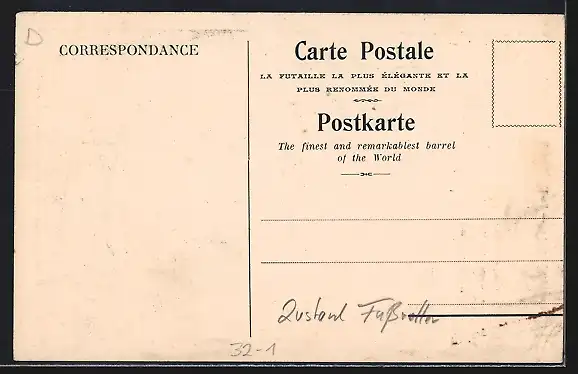 D
CORRESPONDANCE
Carte Postale
LA FUTAILLE LA PLUS ÉLÉGANTE ET LA
PLUS RENOMMÉE DU MONDE
Postkarte
The finest and remarkablest barrel
of the World
Zustand
32-1